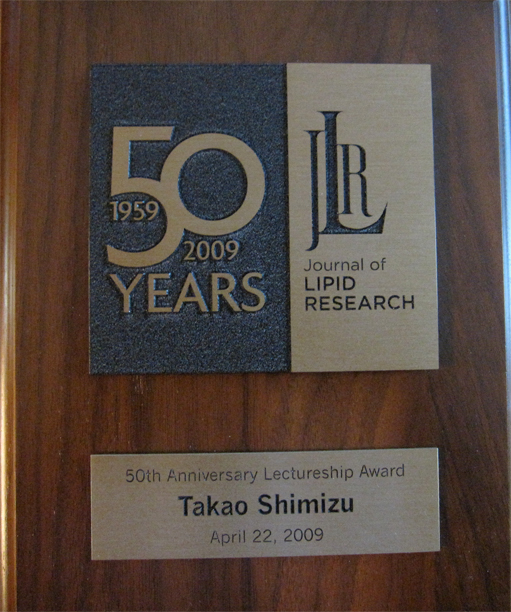 50
1959
2009
YEARS
JLR
Journal of
LIPID
RESEARCH
50th Anniversary Lectureship Award
Takao Shimizu
April 22, 2009